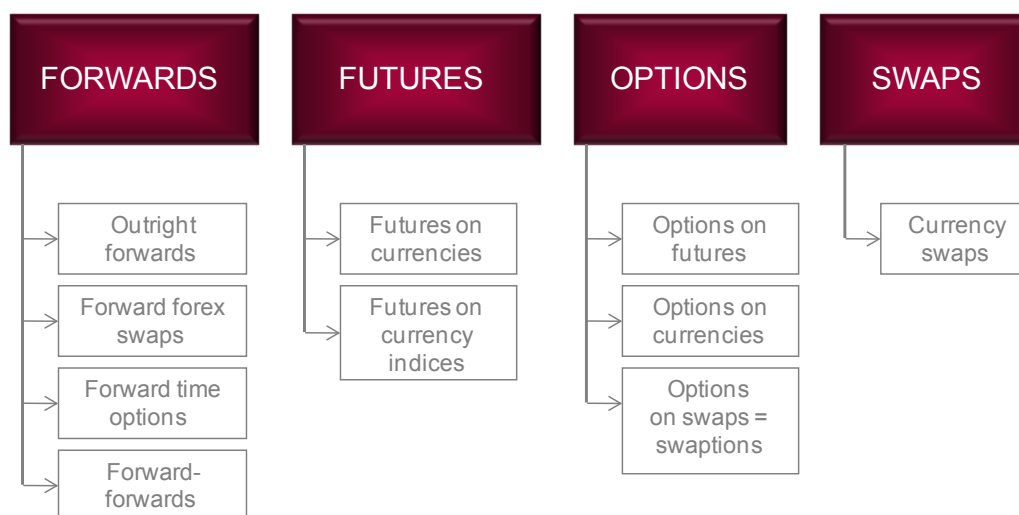 FORWARDS
FUTURES
OPTIONS
SWAPS
Outright
forwards
Forward forex
swaps
Forward time
options
Forward-
forwards
Futures on
currencies
Futures on
currency
indices
Options on
futures
Options on
currencies
Options
on swaps =
swaptions
Currency
swaps